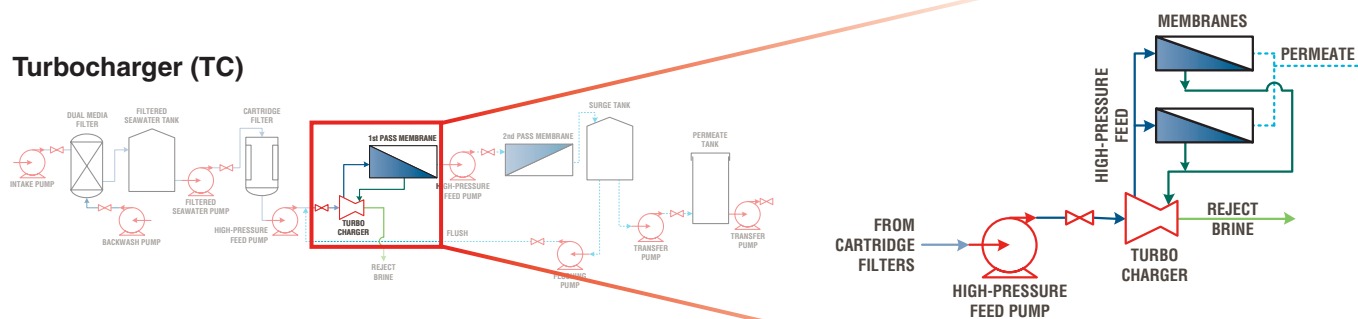 Turbocharger (TC)
DUAL MEDIA
FILTER
FILTERED
SEAWATER TANK
CARTRIDGE
FILTER
INTAKE PUMP
BACKWASH PUMP
FILTERED
SEAWATER PUMP
HIGH-PRESSURE
FEED PUMP
1st PASS MEMBRANE
TURBO
CHARGER
REJECT
BRINE
FLUSH
HIGH-PRESSURE
FEED PUMP
2nd PASS MEMBRANE
SURGE TANK
FLUSHING
PUMP
TRANSFER
PUMP
PERMEATE
TANK
TRANSFER
PUMP
MEMBRANES
PERMEATE
HIGH-PRESSURE
FEED
FROM
CARTRIDGE
FILTERS
HIGH-PRESSURE
FEED PUMP
TURBO
CHARGER
REJECT
BRINE